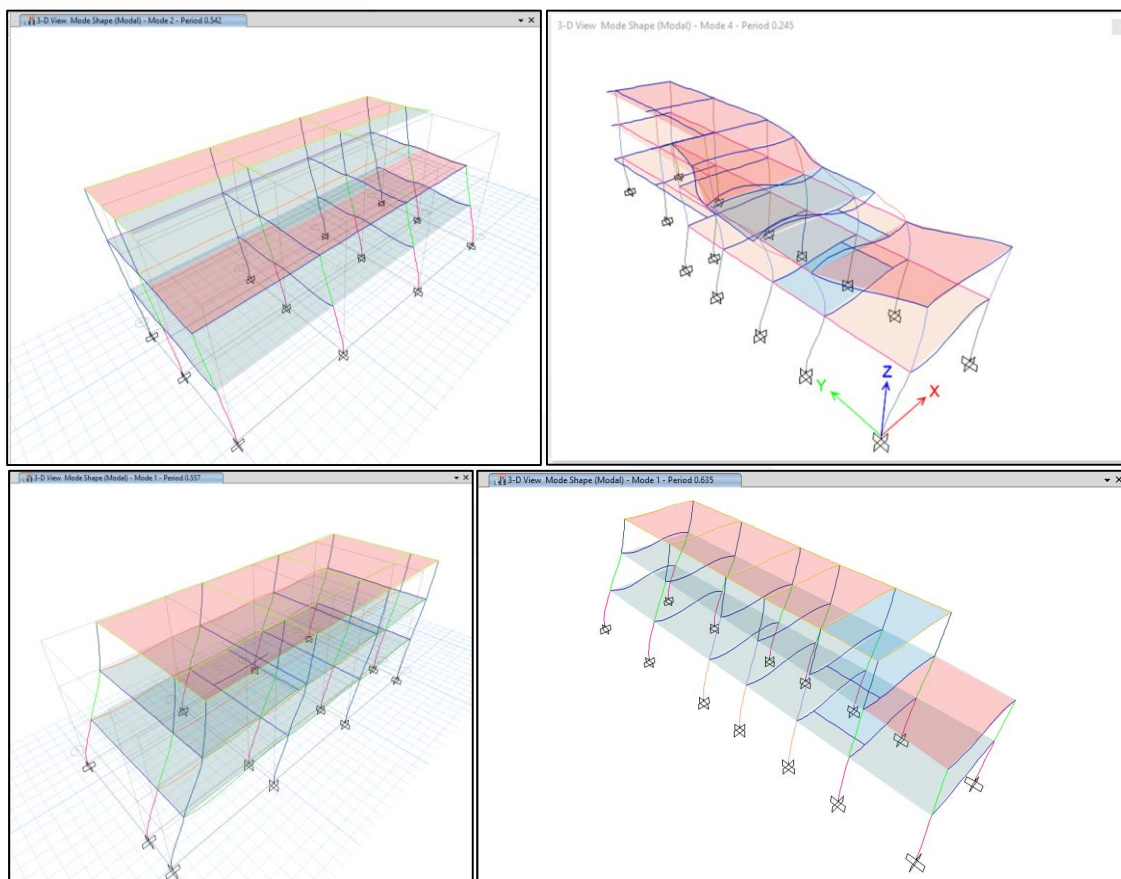 3-D View Mode Shape (Modal) - Mode 2 - Period 0.542
3-D View Mode Shape (Modal) - Mode 4 - Period 0.245
Z
Y
X
3-D View Mode Shape (Modal) - Mode 1 - Period 0.557
3-D View Mode Shape (Modal) - Mode 1 - Period 0.635